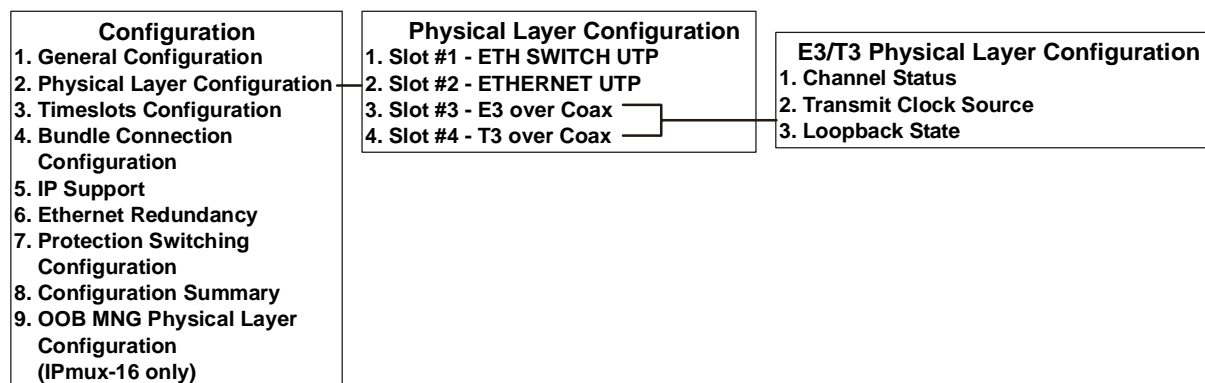 Configuration
1. General Configuration
2. Physical Layer Configuration
3. Timeslots Configuration
4. Bundle Connection
Configuration
5. IP Support
6. Ethernet Redundancy
7. Protection Switching
Configuration
8. Configuration Summary
9. OOB MNG Physical Layer
Configuration
(IPmux-16 only)
Physical Layer Configuration
1. Slot #1 - ETH SWITCH UTP
2. Slot #2 - ETHERNET UTP
3. Slot #3 - E3 over Coax
4. Slot #4 - T3 over Coax
E3/T3 Physical Layer Configuration
1. Channel Status
2. Transmit Clock Source
3. Loopback State